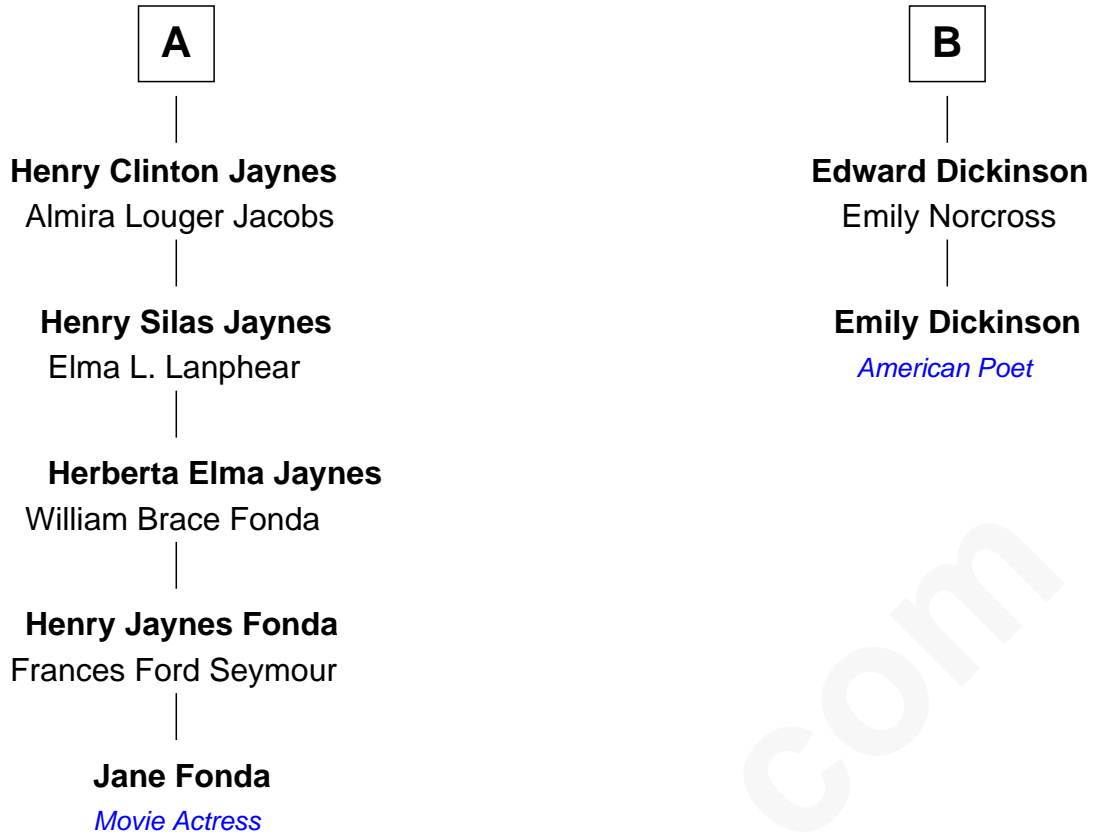 A
Henry Clinton Jaynes
Almira Louger Jacobs
Henry Silas Jaynes
Elma L. Lanphear
Herberta Elma Jaynes
William Brace Fonda
Henry Jaynes Fonda
Frances Ford Seymour
Jane Fonda
Movie Actress
B
Edward Dickinson
Emily Norcross
Emily Dickinson
American Poet
com